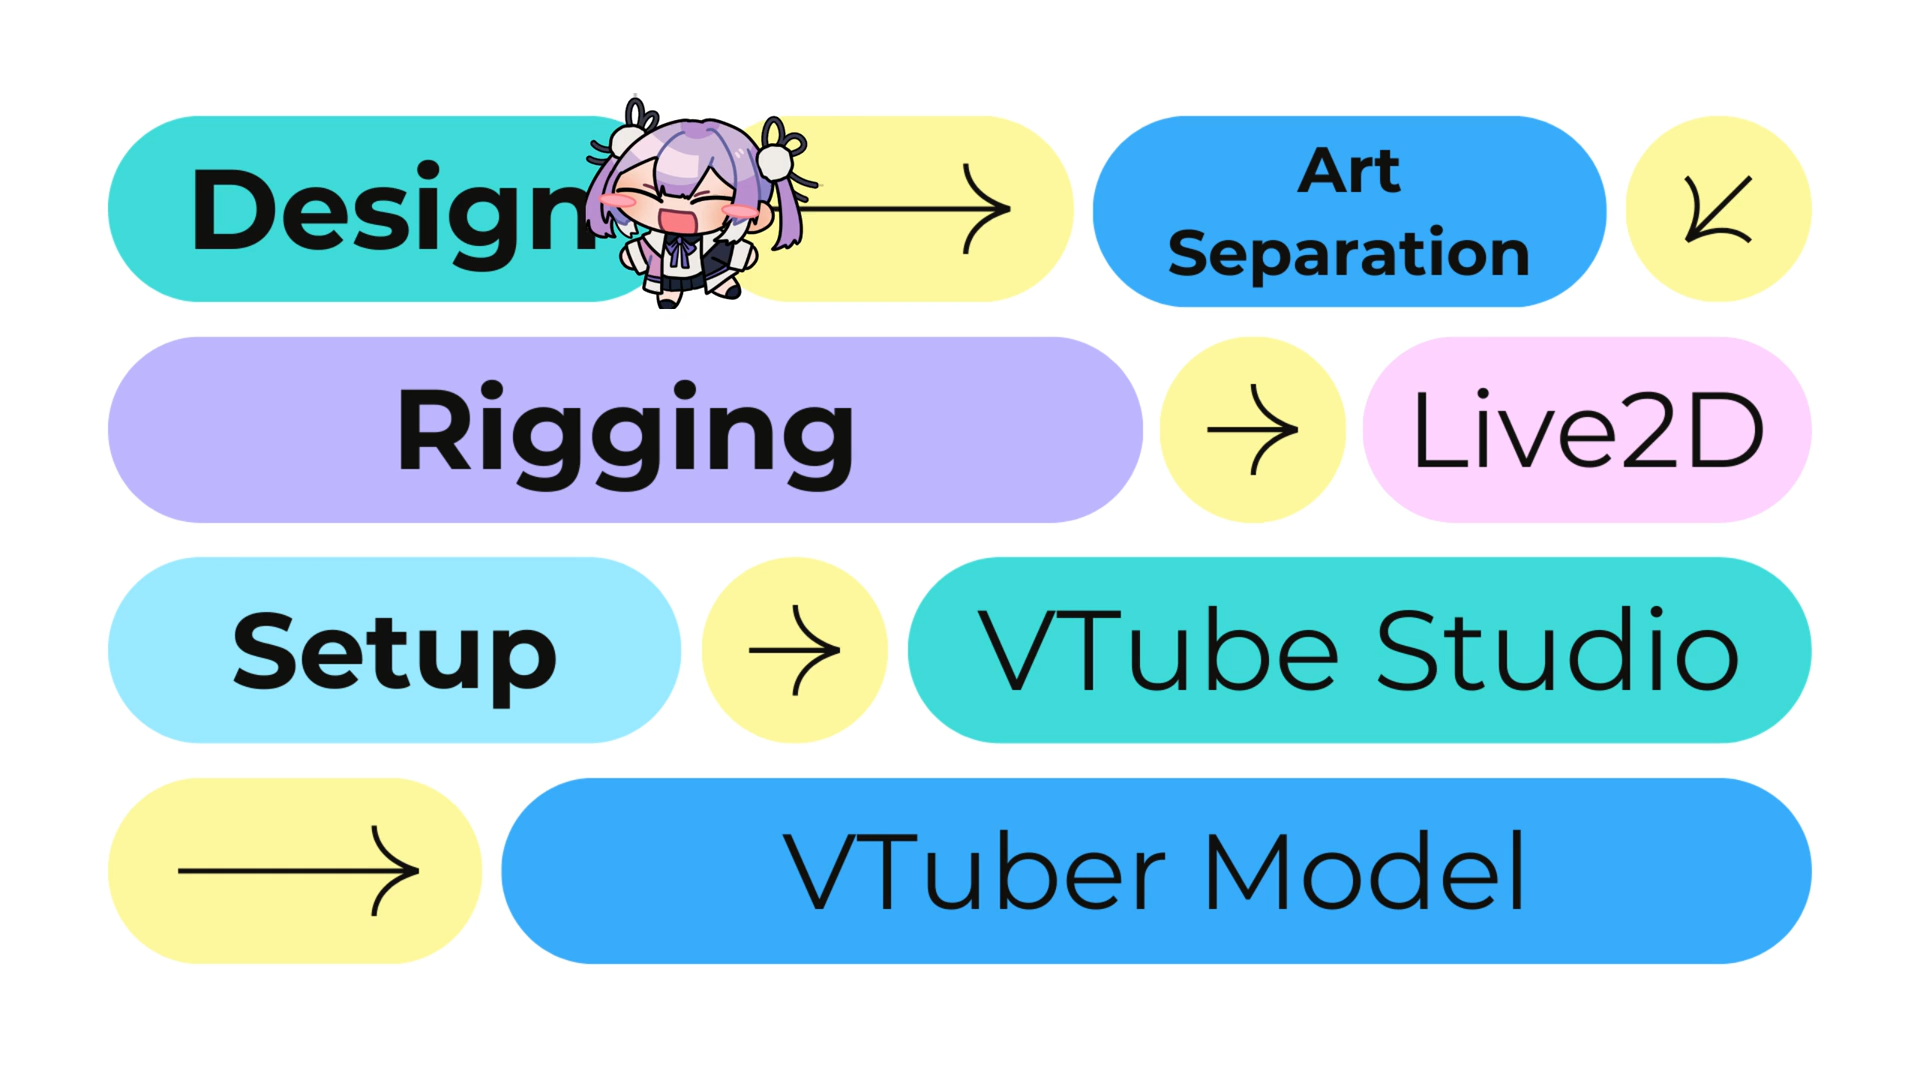 Design
Art
Separation
Rigging
Live2D
Setup
VTube Studio
VTuber Model